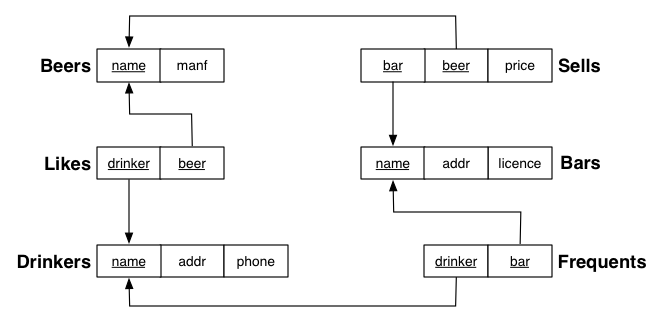 Beers name manf
bar beer price Sells
Likes drinker beer
name addr licence Bars
Drinkers name addr phone
drinker bar Frequents